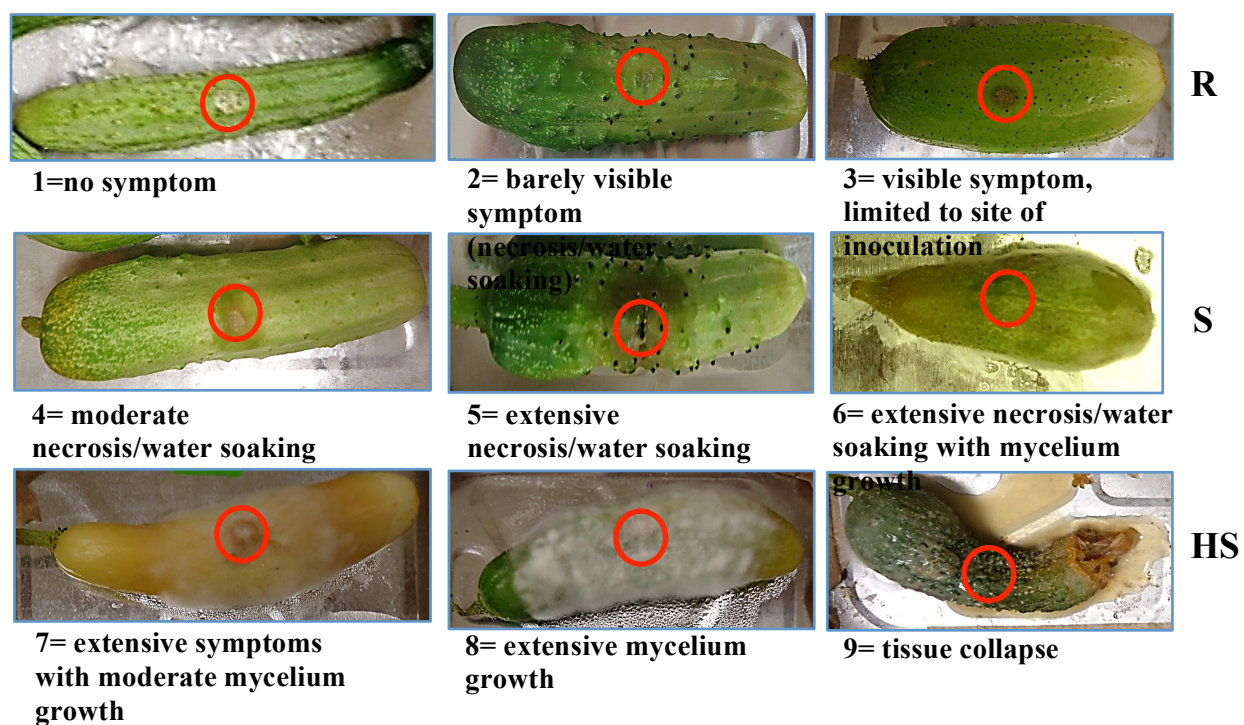 R
1=no symptom
2= barely visible
symptom
(necrosis/water
soaking)
3= visible symptom,
limited to site of
inoculation
S
4= moderate
necrosis/water soaking
5= extensive
necrosis/water soaking
6= extensive necrosis/water
soaking with mycelium
growth
HS
7= extensive symptoms
with moderate mycelium
growth
8= extensive mycelium
growth
9= tissue collapse